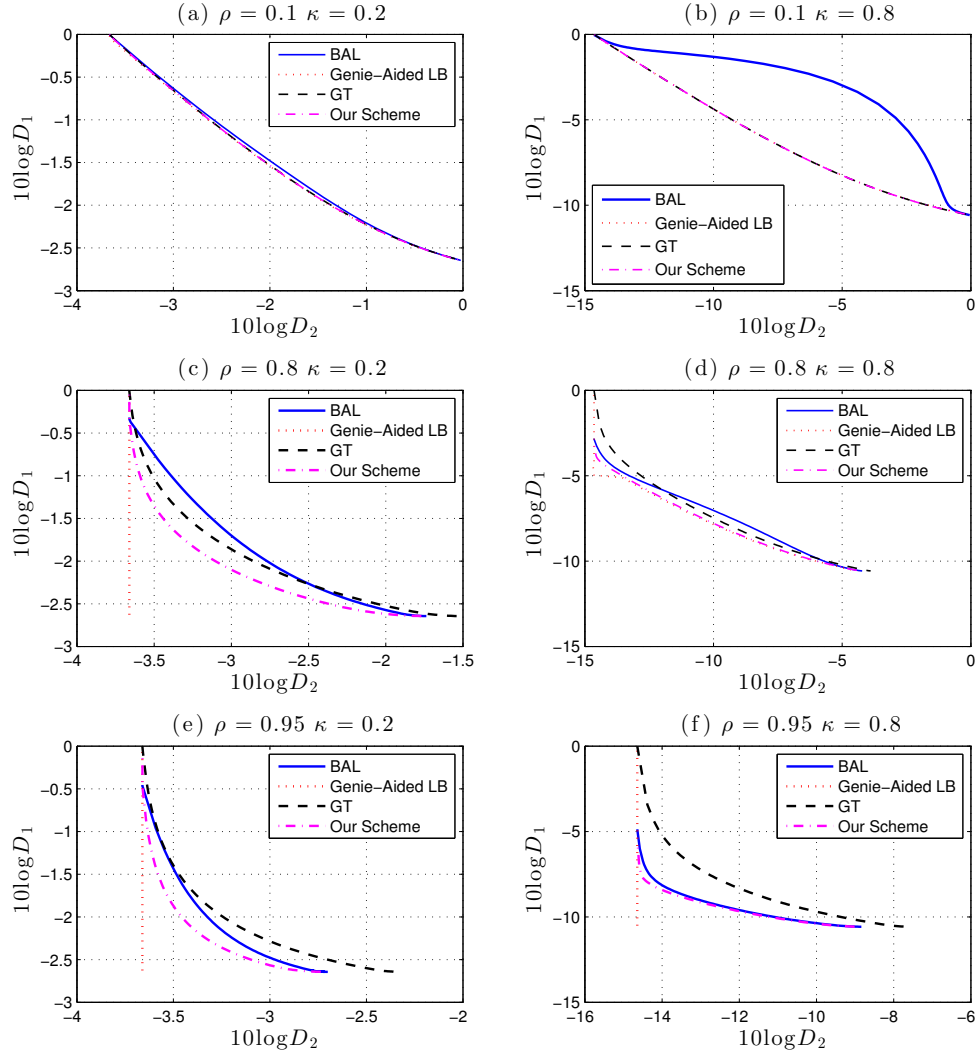 (a) ρ = 0.1 κ = 0.2
0
−0.5
−1
−1.5
−2
−2.5
−3
10logD₁
BAL
Genie−Aided LB
GT
Our Scheme
−4
−3
−2
−1
0
10logD₂
(b) ρ = 0.1 κ = 0.8
0
−5
−10
−15
10logD₁
BAL
Genie−Aided LB
GT
Our Scheme
−15
−10
−5
0
10logD₂
(c) ρ = 0.8 κ = 0.2
0
−0.5
−1
−1.5
−2
−2.5
−3
10logD₁
BAL
Genie−Aided LB
GT
Our Scheme
−4
−3.5
−3
−2.5
−2
−1.5
10logD₂
(d) ρ = 0.8 κ = 0.8
0
−5
−10
−15
10logD₁
BAL
Genie−Aided LB
GT
Our Scheme
−15
−10
−5
0
10logD₂
(e) ρ = 0.95 κ = 0.2
0
−0.5
−1
−1.5
−2
−2.5
−3
10logD₁
BAL
Genie−Aided LB
GT
Our Scheme
−4
−3.5
−3
−2.5
−2
10logD₂
(f) ρ = 0.95 κ = 0.8
0
−5
−10
−15
10logD₁
BAL
Genie−Aided LB
GT
Our Scheme
−16
−14
−12
−10
−8
−6
10logD₂